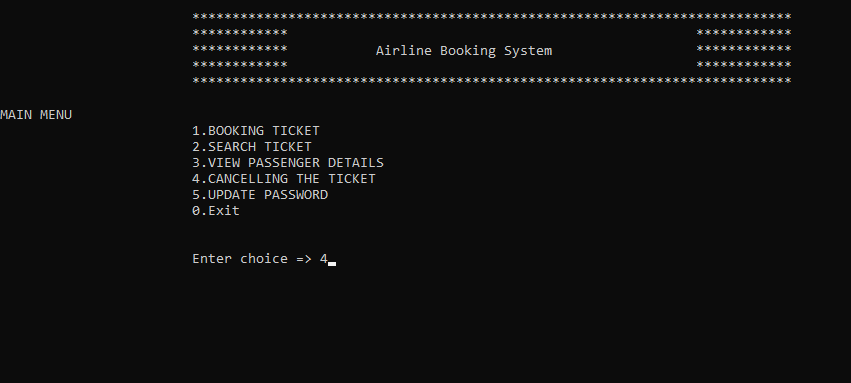 ***************************************************************************
************ ************
************ Airline Booking System ************
************ ************
***************************************************************************
MAIN MENU
1.BOOKING TICKET
2.SEARCH TICKET
3.VIEW PASSENGER DETAILS
4.CANCELLING THE TICKET
5.UPDATE PASSWORD
0.Exit
Enter choice => 4